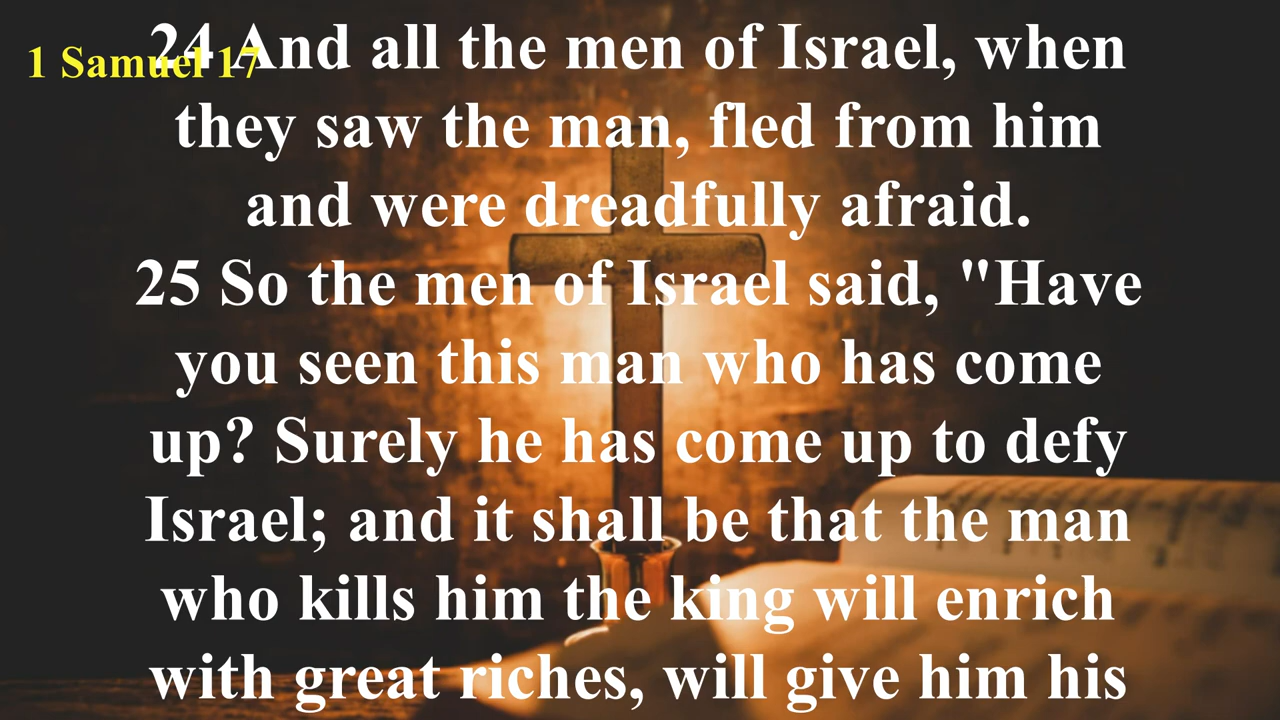 1 Samuel 17
24 And all the men of Israel, when
they saw the man, fled from him
and were dreadfully afraid.
25 So the men of Israel said, "Have
you seen this man who has come
up? Surely he has come up to defy
Israel; and it shall be that the man
who kills him the king will enrich
with great riches, will give him his